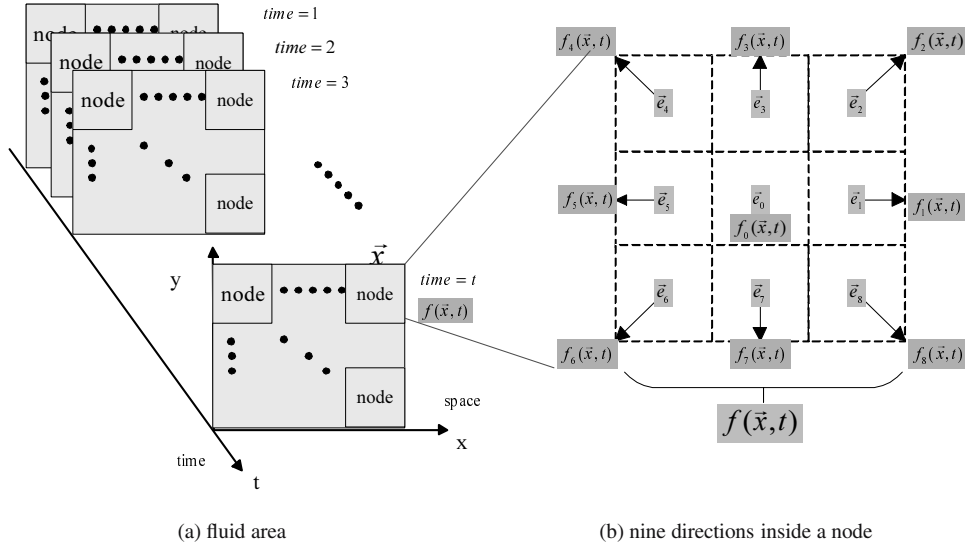 time = 1
time = 2
time = 3
node
node
node
node
node
y
x⃗
time = t
node
node
f(x⃗, t)
node
space
x
time
t
(a) fluid area
f₄(x⃗, t)
f₃(x⃗, t)
f₂(x⃗, t)
e⃗₄
e⃗₃
e⃗₂
f₅(x⃗, t)
e⃗₅
e⃗₀
e⃗₁
f₁(x⃗, t)
f₀(x⃗, t)
e⃗₆
e⃗₇
e⃗₈
f₆(x⃗, t)
f₇(x⃗, t)
f₈(x⃗, t)
f(x⃗, t)
(b) nine directions inside a node